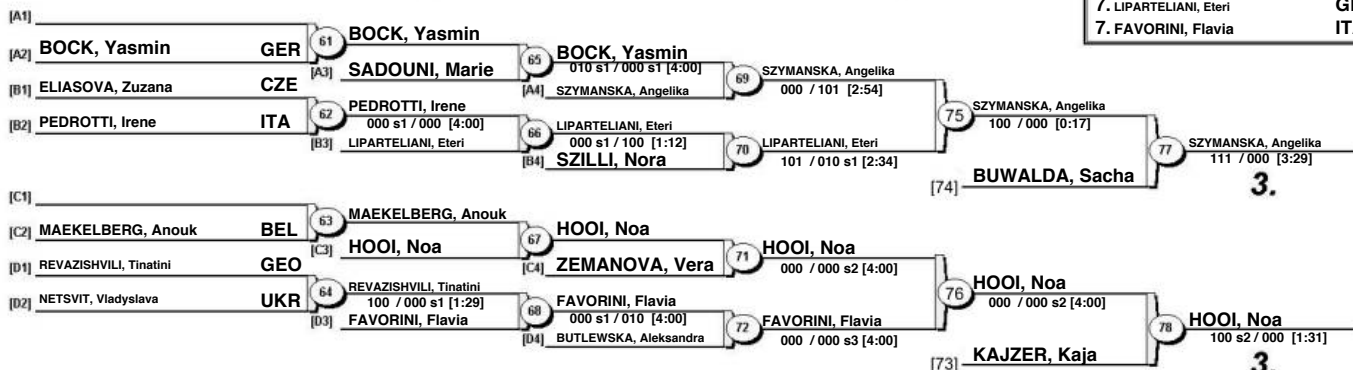 7. LIPARTELIANI, Eteri
7. FAVORINI, Flavia
[A1]
[A2] BOCK, Yasmin GER
61
BOCK, Yasmin
[A3] SADOUNI, Marie
65
BOCK, Yasmin
010 s1 / 000 s1 [4:00]
[A4] SZYMANSKA, Angelika
69
SZYMANSKA, Angelika
000 / 101 [2:54]
[B1] ELIASOVA, Zuzana CZE
[B2] PEDROTTI, Irene ITA
62
PEDROTTI, Irene
000 s1 / 000 [4:00]
[B3] LIPARTELIANI, Eteri
66
LIPARTELIANI, Eteri
000 s1 / 100 [1:12]
[B4] SZILLI, Nora
70
LIPARTELIANI, Eteri
101 / 010 s1 [2:34]
75
SZYMANSKA, Angelika
100 / 000 [0:17]
[74] BUWALDA, Sacha
77
SZYMANSKA, Angelika
111 / 000 [3:29]
3.
[C1]
[C2] MAEKELBERG, Anouk BEL
63
MAEKELBERG, Anouk
[C3] HOOI, Noa
67
HOOI, Noa
[C4] ZEMANOVA, Vera
71
HOOI, Noa
000 / 000 s2 [4:00]
[D1] REVAZISHVILI, Tinatini GEO
[D2] NETSVIT, Vladyslava UKR
64
REVAZISHVILI, Tinatini
100 / 000 s1 [1:29]
[D3] FAVORINI, Flavia
68
FAVORINI, Flavia
000 s1 / 010 [4:00]
[D4] BUTLEWSKA, Aleksandra
72
FAVORINI, Flavia
000 / 000 s3 [4:00]
76
HOOI, Noa
000 / 000 s2 [4:00]
[73] KAJZER, Kaja
78
HOOI, Noa
100 s2 / 000 [1:31]
3.